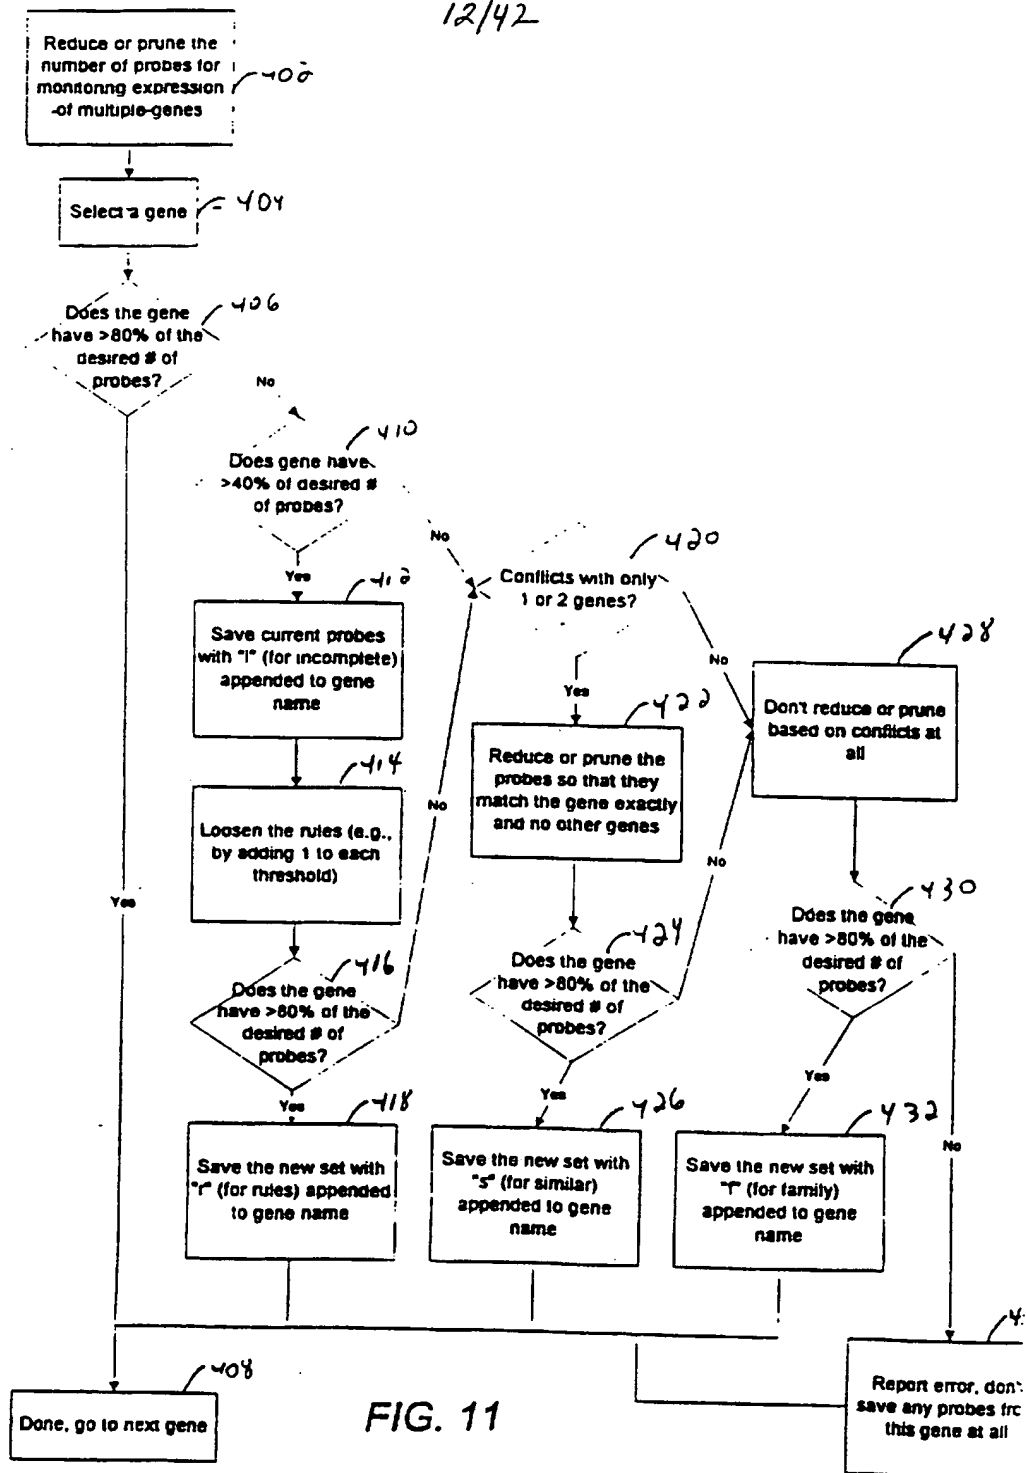 12/42
Reduce or prune the
number of probes for
monitoring expression
of multiple-genes
402
Select a gene
404
Does the gene
have >80% of the
desired # of
probes?
406
No
Does gene have
>40% of desired #
of probes?
410
No
Yes
Conflicts with only
1 or 2 genes?
420
No
Yes
Save current probes
with "I" (for incomplete)
appended to gene
name
412
Loosen the rules (e.g.,
by adding 1 to each
threshold)
414
No
Reduce or prune the
probes so that they
match the gene exactly
and no other genes
422
No
Don't reduce or prune
based on conflicts at
all
428
Yes
Does the gene
have >80% of the
desired # of
probes?
416
Does the gene
have >80% of the
desired # of
probes?
424
Does the gene
have >80% of the
desired # of
probes?
430
Yes
Yes
Yes
No
Save the new set with
"r" (for rules) appended
to gene name
418
Save the new set with
"s" (for similar)
appended to gene
name
426
Save the new set with
"f" (for family)
appended to gene
name
432
Done, go to next gene
408
FIG. 11
Report error, don'
save any probes
this gene at all